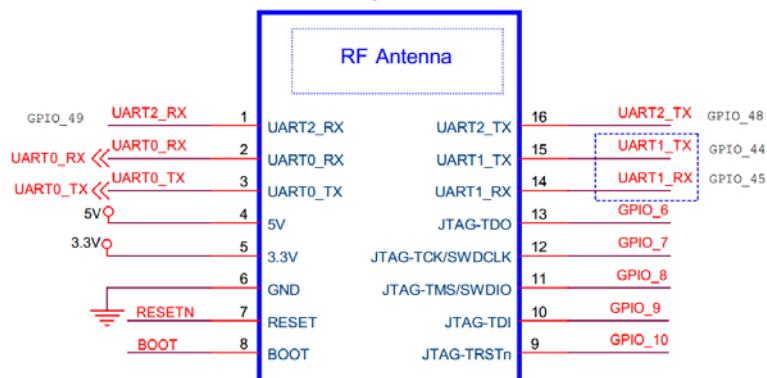 RF Antenna
GPIO_49 UART2_RX 1 UART2_RX UART2_TX 16 UART2_TX GPIO_48
UART0_RX UART0_RX 2 UART0_RX UART1_TX 15 UART1_TX GPIO_44
UART0_TX UART0_TX 3 UART0_TX UART1_RX 14 UART1_RX GPIO_45
5V 4 5V JTAG-TDO 13 GPIO_6
3.3V 5 3.3V JTAG-TCK/SWDCLK 12 GPIO_7
6 GND JTAG-TMS/SWDIO 11 GPIO_8
RESETN 7 RESET JTAG-TDI 10 GPIO_9
BOOT 8 BOOT JTAG-TRSTn 9 GPIO_10